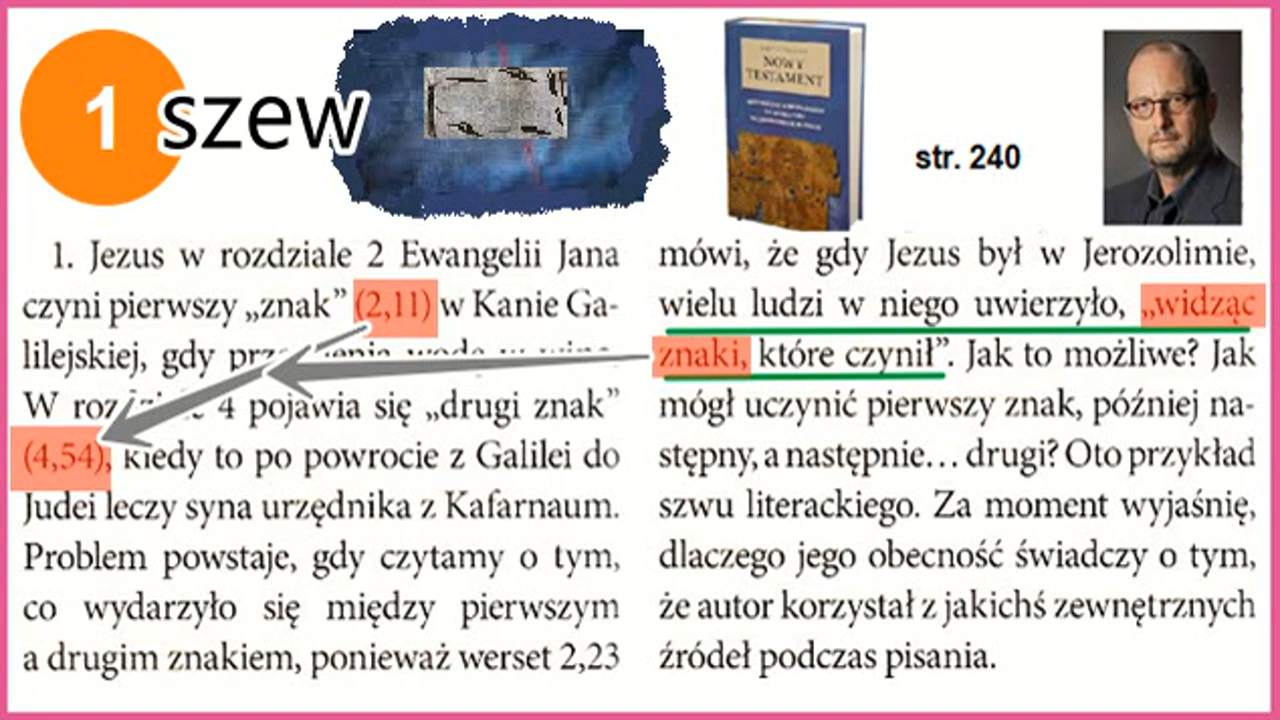 1 szew
NOWY
TESTAMENT
str. 240
1. Jezus w rozdziale 2 Ewangelii Jana
czyni pierwszy „znak” (2,11) w Kanie Ga-
lilejskiej, gdy wodę w wino.
W 4 pojawia się „drugi znak”
(4,54), kiedy to po powrocie z Galilei do
Judei leczy syna urzędnika z Kafarnaum.
Problem powstaje, gdy czytamy o tym,
co wydarzyło się między pierwszym
a drugim znakiem, ponieważ werset 2,23
mówi, że gdy Jezus był w Jerozolimie,
wielu ludzi w niego uwierzyło, „widząc
znaki, które czynił”. Jak to możliwe? Jak
mógł uczynić pierwszy znak, później na-
stępny, a następnie… drugi? Oto przykład
szwu literackiego. Za moment wyjaśnię,
dlaczego jego obecność świadczy o tym,
że autor korzystał z jakichś zewnętrznych
źródeł podczas pisania.